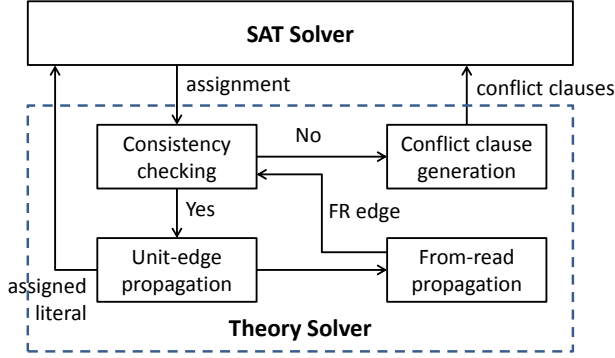 SAT Solver
assignment
conflict clauses
Consistency
checking
No
Conflict clause
generation
Yes
FR edge
Unit-edge
propagation
From-read
propagation
assigned
literal
Theory Solver